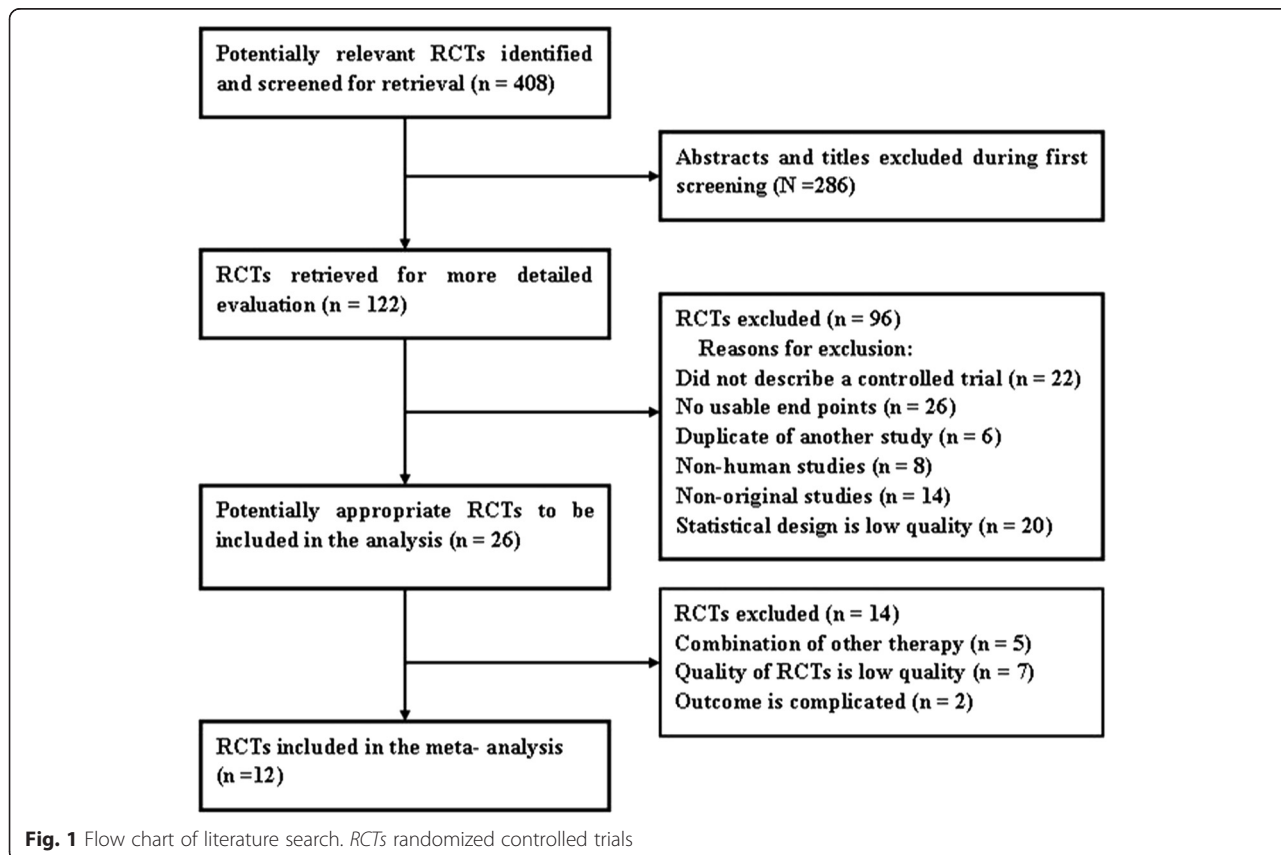 Potentially relevant RCTs identified
and screened for retrieval (n = 408)
Abstracts and titles excluded during first
screening (N =286)
RCTs retrieved for more detailed
evaluation (n = 122)
RCTs excluded (n = 96)
Reasons for exclusion:
Did not describe a controlled trial (n = 22)
No usable end points (n = 26)
Duplicate of another study (n = 6)
Non-human studies (n = 8)
Non-original studies (n = 14)
Statistical design is low quality (n = 20)
Potentially appropriate RCTs to be
included in the analysis (n = 26)
RCTs excluded (n = 14)
Combination of other therapy (n = 5)
Quality of RCTs is low quality (n = 7)
Outcome is complicated (n = 2)
RCTs included in the meta- analysis
(n =12)
Fig. 1 Flow chart of literature search. RCTs randomized controlled trials